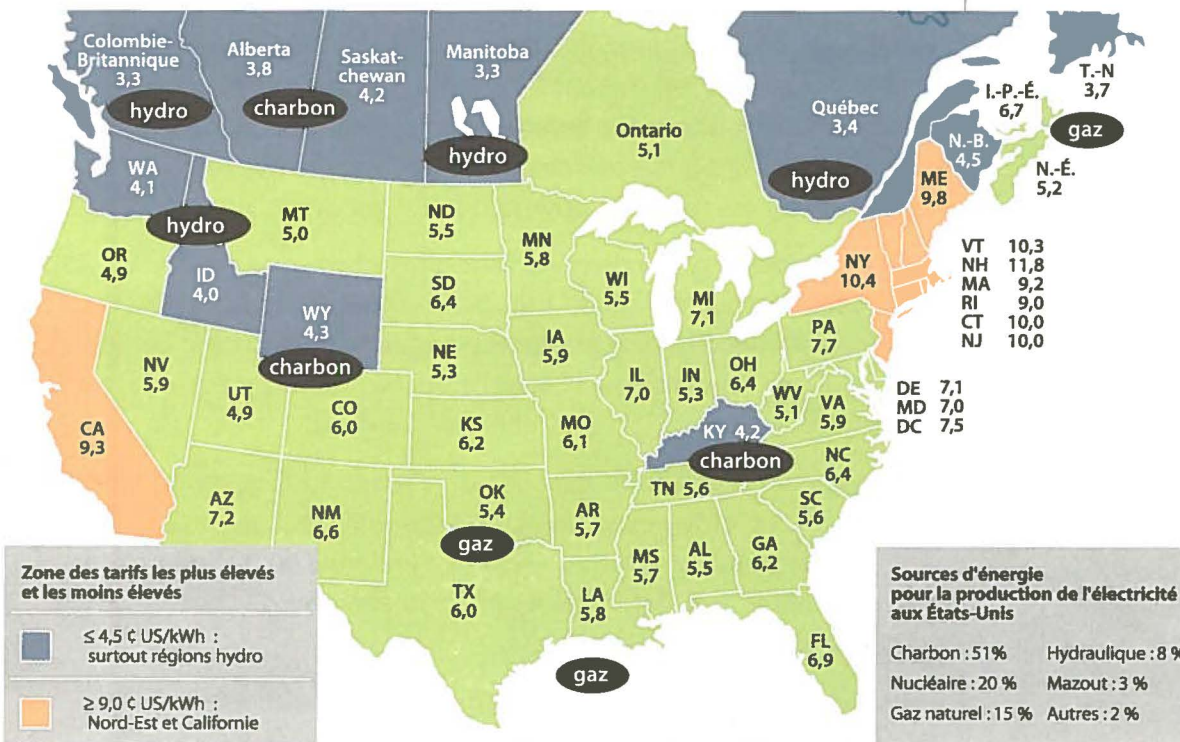 Colombie-
Britannique
3,3
hydro
Alberta
3,8
charbon
Saskat-
chewan
4,2
Manitoba
3,3
hydro
Ontario
5,1
Québec
3,4
hydro
T.-N
3,7
I.-P.-É.
6,7
gaz
N.-B.
4,5
N.-É.
5,2
WA
4,1
hydro
MT
5,0
ND
5,5
MN
5,8
ME
9,8
OR
4,9
ID
4,0
WY
4,3
charbon
SD
6,4
WI
5,5
MI
7,1
NY
10,4
VT 10,3
NH 11,8
MA 9,2
RI 9,0
CT 10,0
NJ 10,0
CA
9,3
NV
5,9
UT
4,9
CO
6,0
NE
5,3
IA
5,9
IL
7,0
IN
5,3
OH
6,4
PA
7,7
WV
5,1
VA
5,9
DE 7,1
MD 7,0
DC 7,5
KS
6,2
MO
6,1
KY 4,2
charbon
TN 5,6
NC
6,4
SC
5,6
AZ
7,2
NM
6,6
OK
5,4
gaz
AR
5,7
MS
5,7
AL
5,5
GA
6,2
TX
6,0
LA
5,8
FL
6,9
gaz
Zone des tarifs les plus élevés
et les moins élevés
≤ 4,5 ¢ US/kWh :
surtout régions hydro
≥ 9,0 ¢ US/kWh :
Nord-Est et Californie
Sources d'énergie
pour la production de l'électricité
aux États-Unis
Charbon : 51% Hydraulique : 8 %
Nucléaire : 20 % Mazout : 3 %
Gaz naturel : 15 % Autres : 2 %